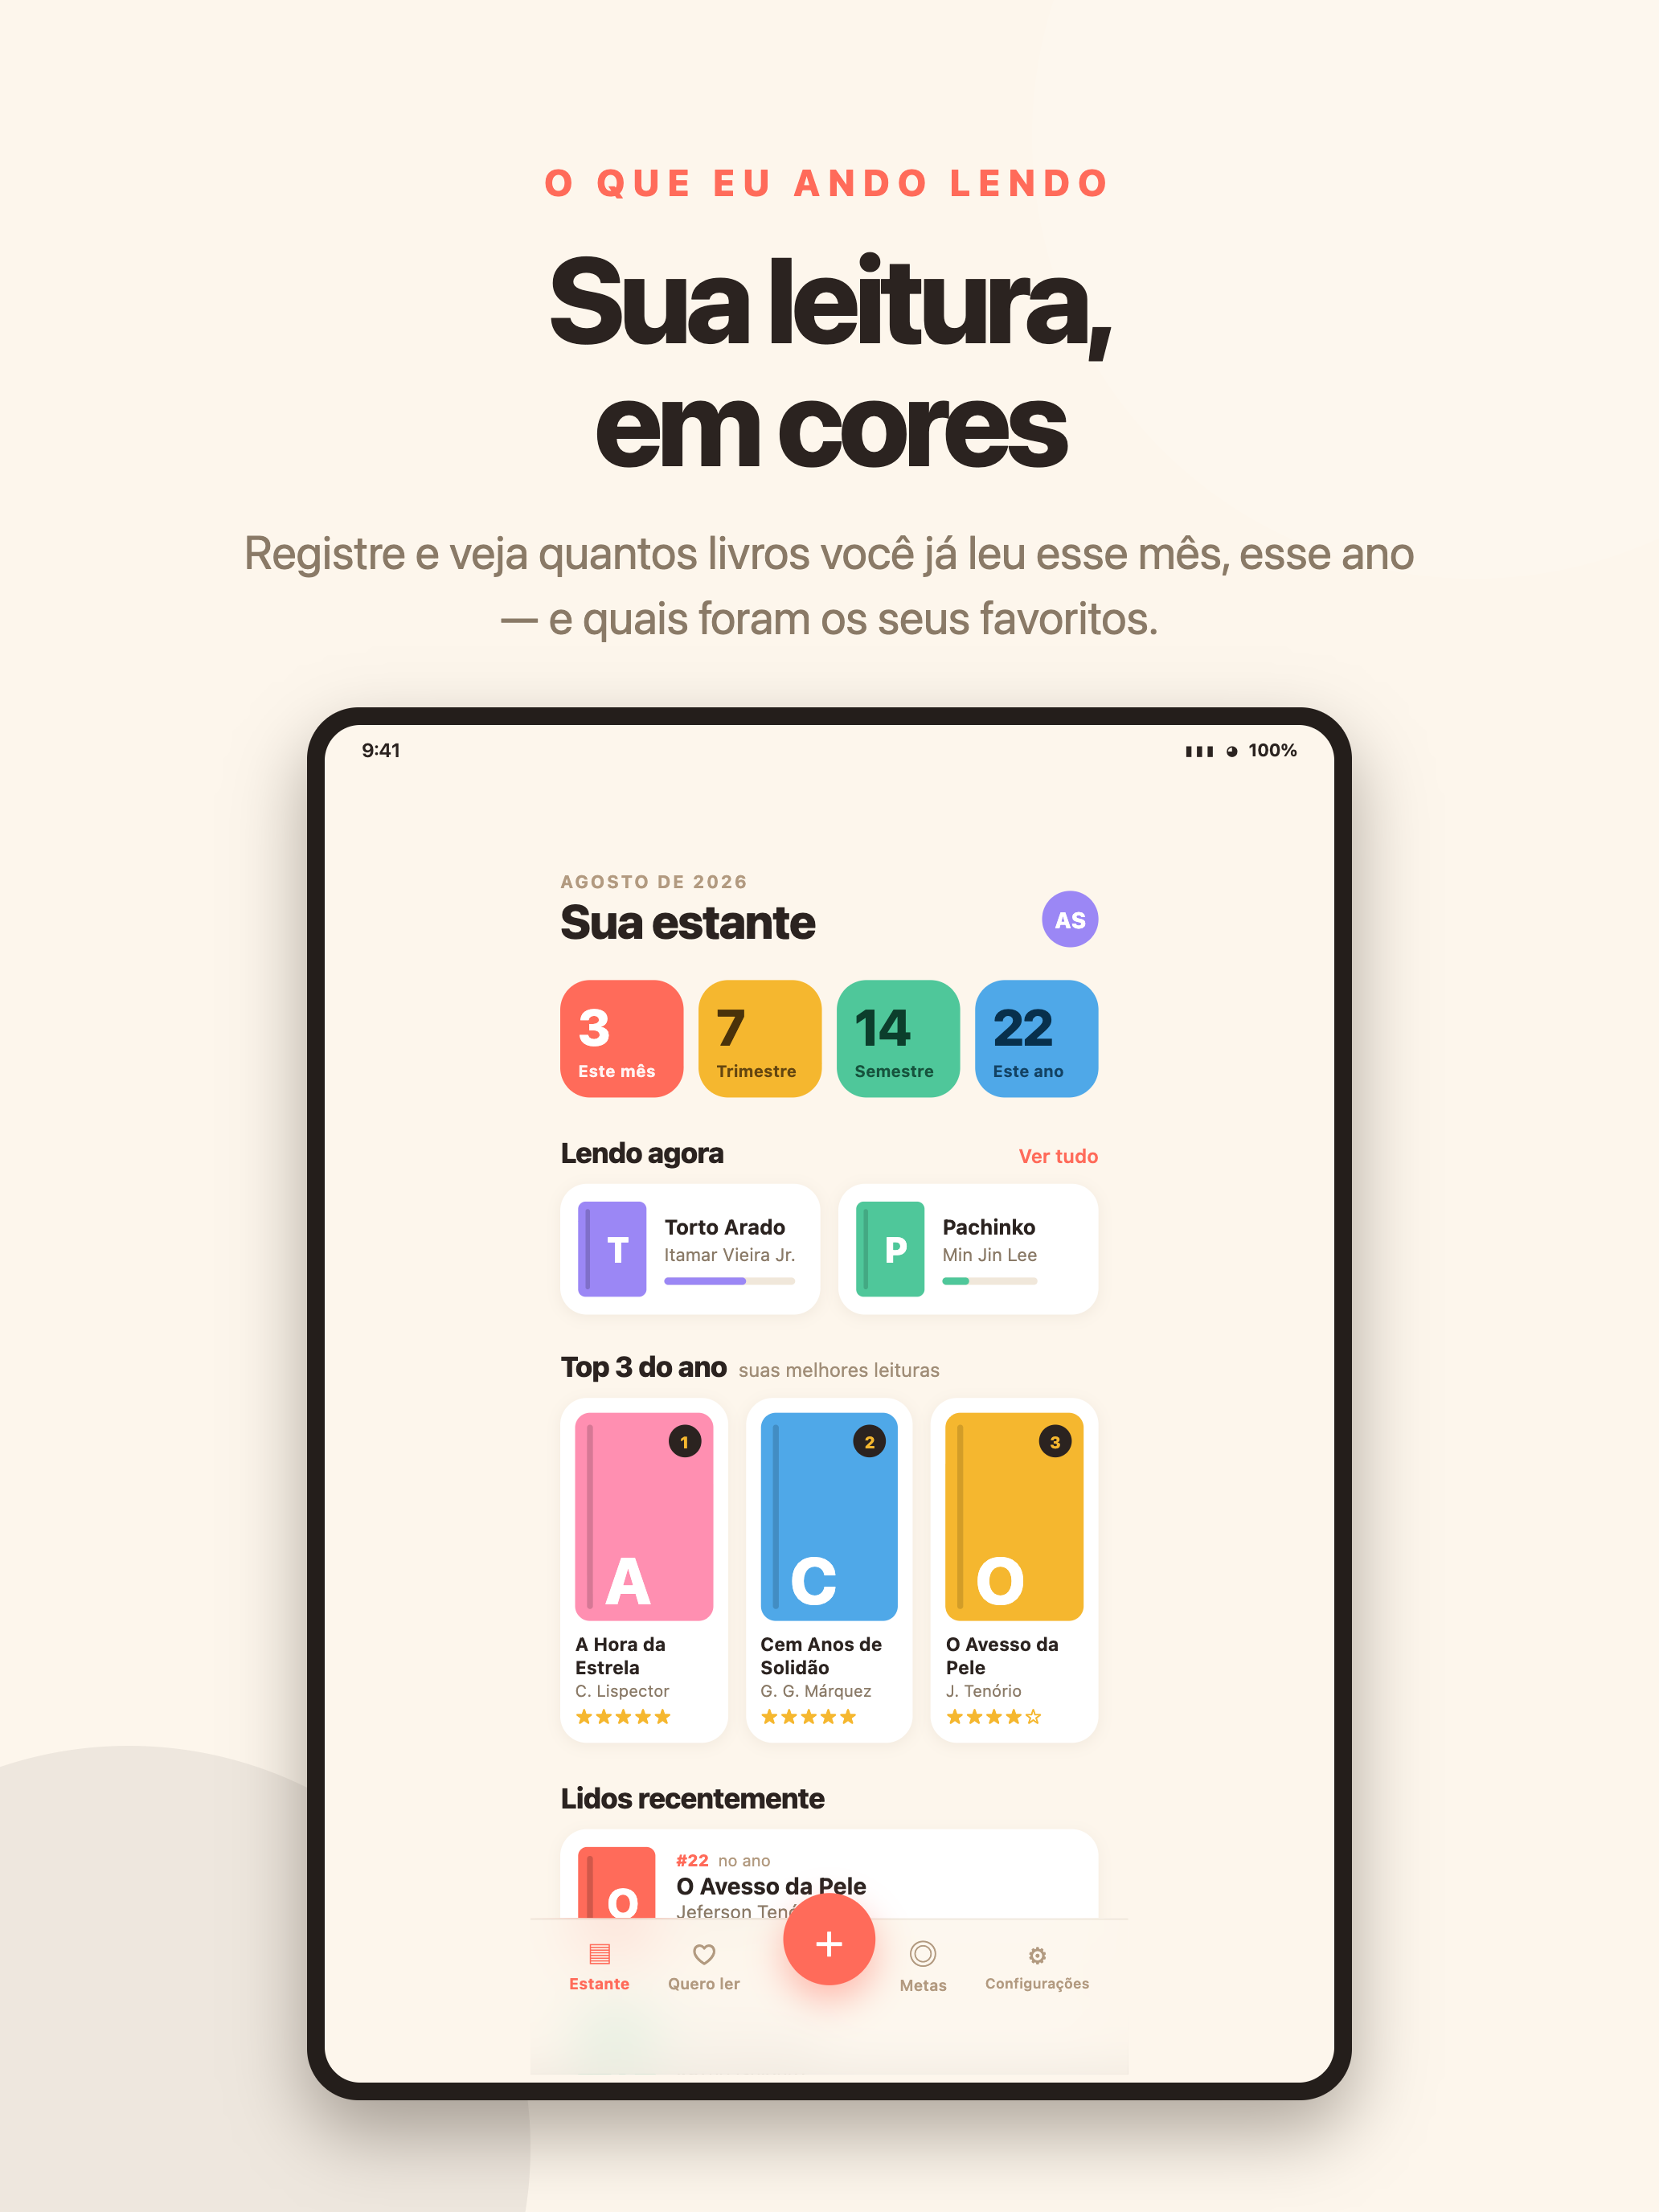 O QUE EU ANDO LENDO
Sua leitura,
em cores
Registre e veja quantos livros você já leu esse mês, esse ano
— e quais foram os seus favoritos.
9:41
100%
AGOSTO DE 2026
Sua estante
AS
3
Este mês
7
Trimestre
14
Semestre
22
Este ano
Lendo agora
Ver tudo
T
Torto Arado
Itamar Vieira Jr.
P
Pachinko
Min Jin Lee
Top 3 do ano suas melhores leituras
1
A
A Hora da
Estrela
C. Lispector
★★★★★
2
C
Cem Anos de
Solidão
G. G. Márquez
★★★★★
3
O
O Avesso da
Pele
J. Tenório
★★★★☆
Lidos recentemente
O
#22 no ano
O Avesso da Pele
Jeferson
+
Estante
Quero ler
Metas
Configurações